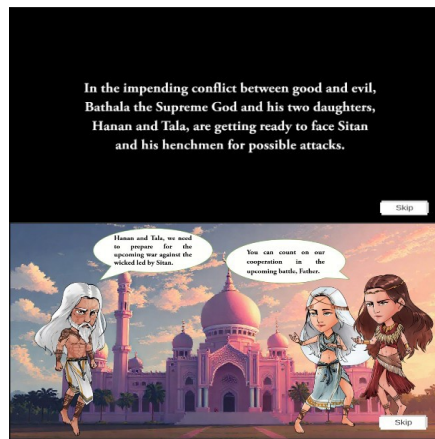 In the impending conflict between good and evil,
Bathala the Supreme God and his two daughters,
Hanan and Tala, are getting ready to face Sitan
and his henchmen for possible attacks.
Skip
Hanan and Tala, we need
to prepare for the
upcoming war against the
wicked led by Sitan.
You can count on our
cooperation in the
upcoming battle, Father.
Skip